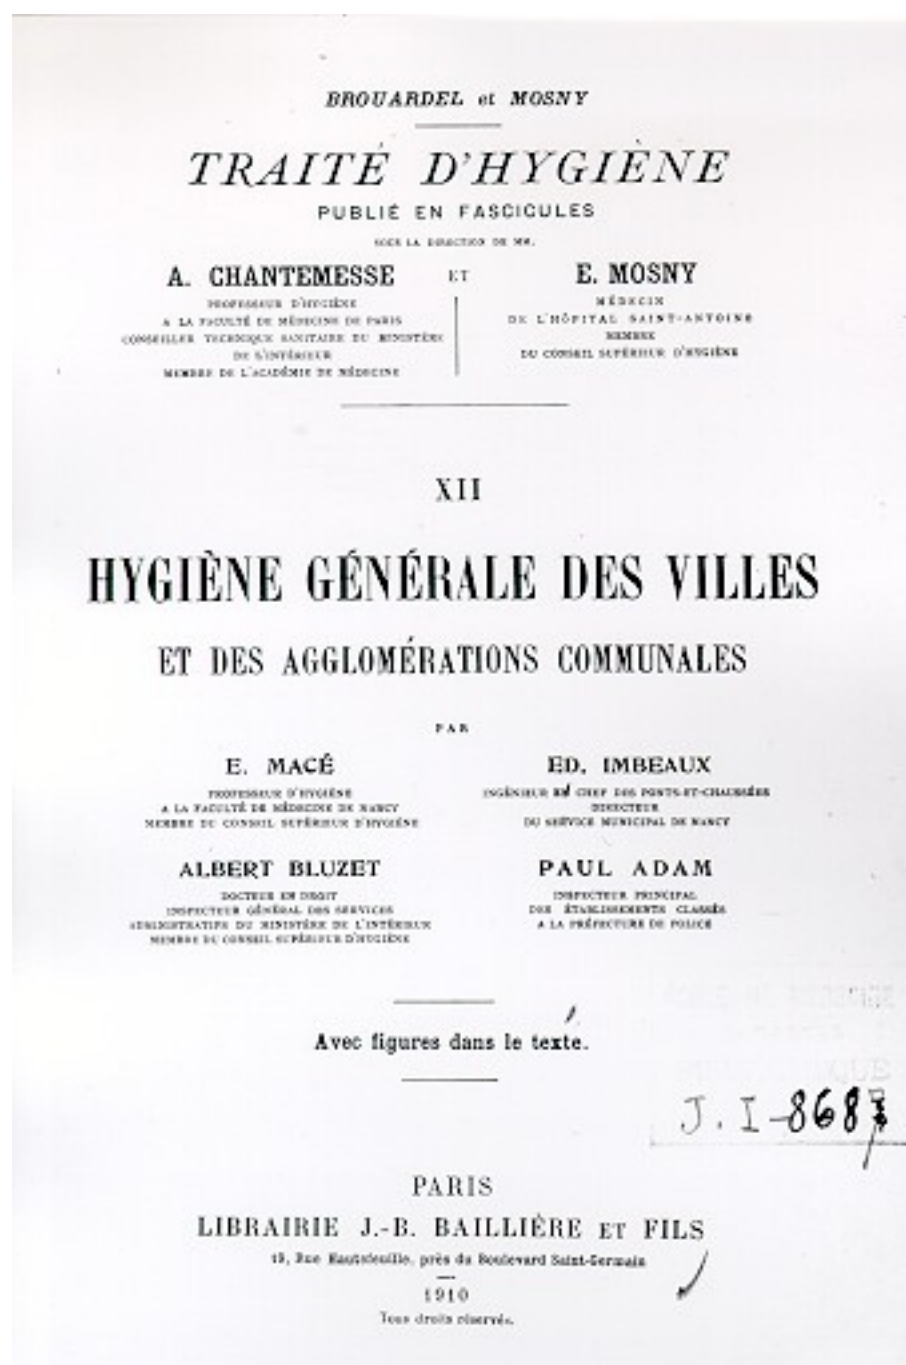 BROUARDEL et MOSNY
TRAITÉ D'HYGIÈNE
PUBLIÉ EN FASCICULES
SOUS LA DIRECTION DE MM.
A. CHANTEMESSE
PROFESSEUR D'HYGIÈNE
A LA FACULTÉ DE MÉDECINE DE PARIS
CONSEILLER TECHNIQUE SANITAIRE DU MINISTÈRE
DE L'INTÉRIEUR
MEMBRE DE L'ACADÉMIE DE MÉDECINE
ET
E. MOSNY
MÉDECIN
DE L'HÔPITAL SAINT-ANTOINE
MEMBRE
DU CONSEIL SUPÉRIEUR D'HYGIÈNE
XII
HYGIÈNE GÉNÉRALE DES VILLES
ET DES AGGLOMÉRATIONS COMMUNALES
PAR
E. MACÉ
PROFESSEUR D'HYGIÈNE
A LA FACULTÉ DE MÉDECINE DE NANCY
MEMBRE DU CONSEIL SUPÉRIEUR D'HYGIÈNE
ED. IMBEAUX
INGÉNIEUR EN CHEF DES PONTS-ET-CHAUSSÉES
DIRECTEUR
DU SERVICE MUNICIPAL DE NANCY
ALBERT BLUZET
DOCTEUR EN DROIT
INSPECTEUR GÉNÉRAL DES SERVICES
ADMINISTRATIFS DU MINISTÈRE DE L'INTÉRIEUR
MEMBRE DU CONSEIL SUPÉRIEUR D'HYGIÈNE
PAUL ADAM
INSPECTEUR PRINCIPAL
DES ÉTABLISSEMENTS CLASSÉS
A LA PRÉFECTURE DE POLICE
Avec figures dans le texte.
J. I-868
PARIS
LIBRAIRIE J.-B. BAILLIÈRE ET FILS
19, Rue Hautefeuille, près du Boulevard Saint-Germain
1910
Tous droits réservés.